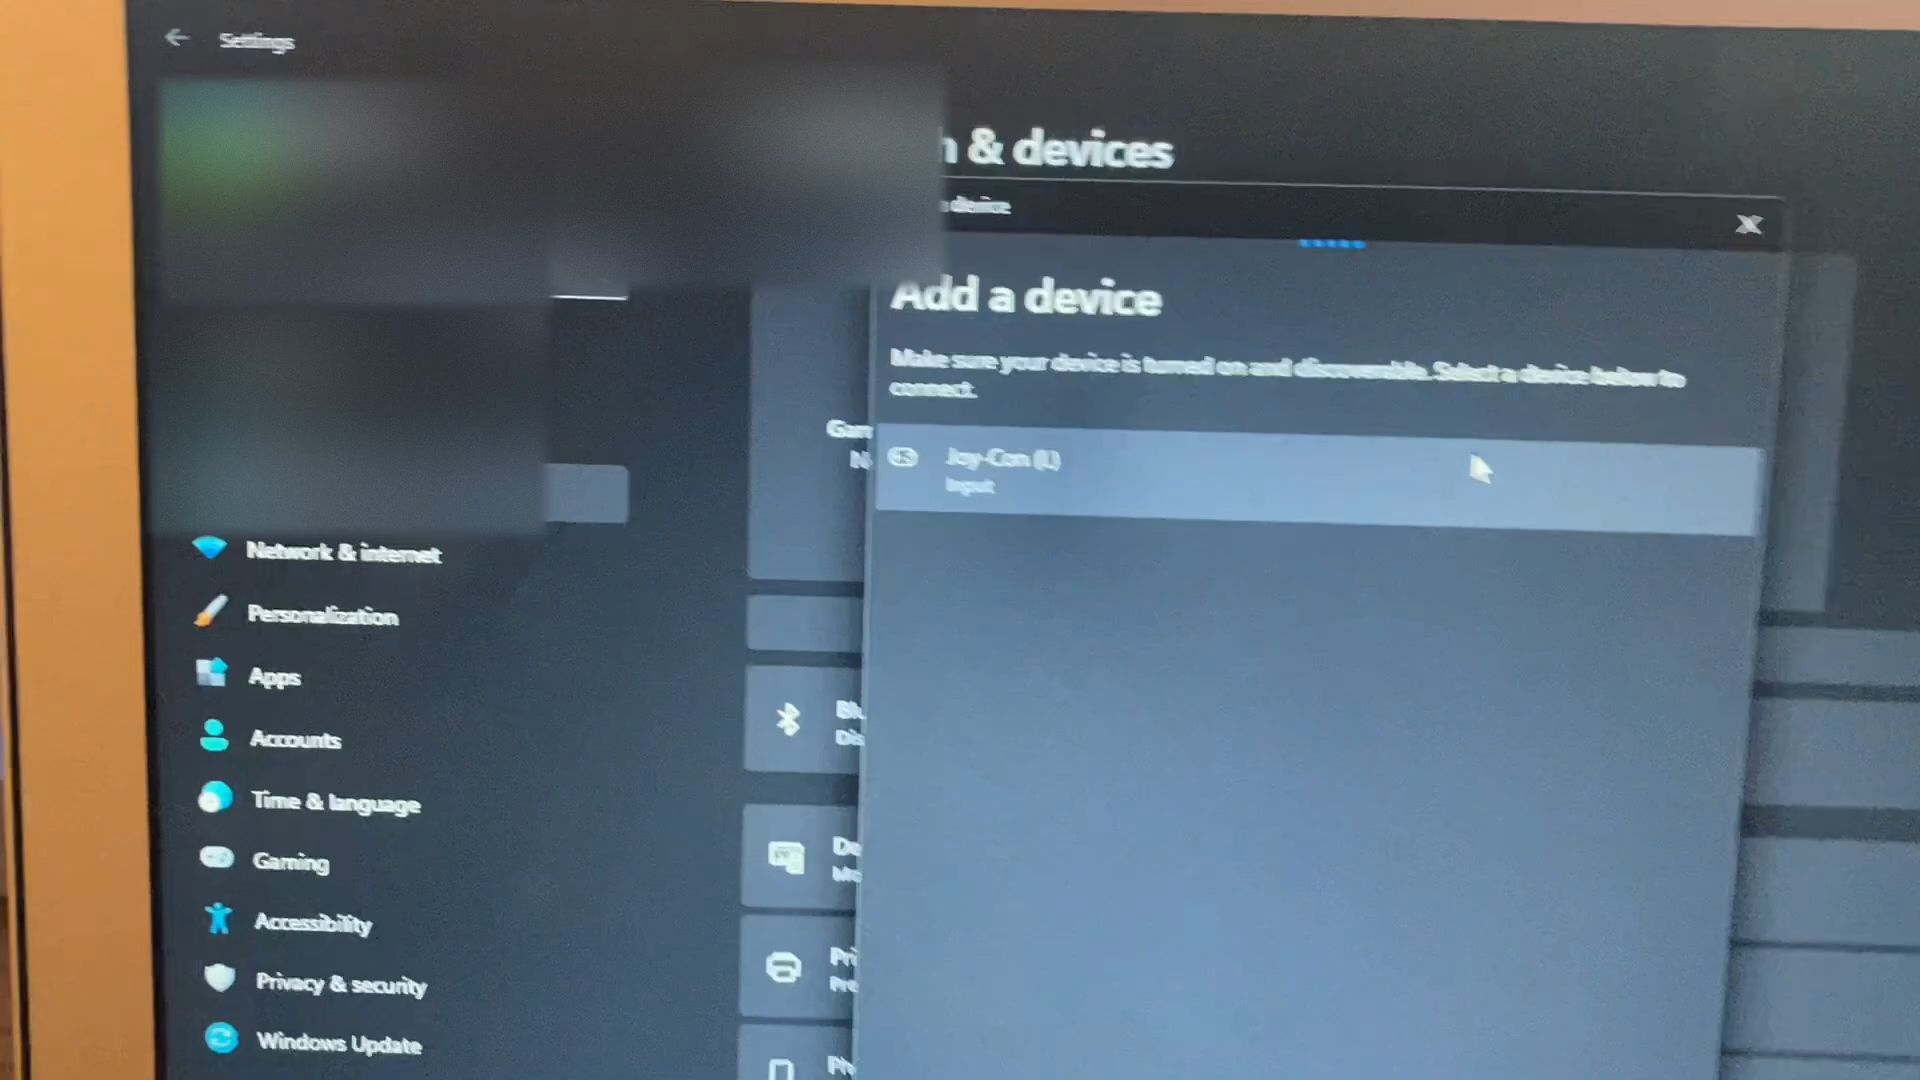 Settings
& devices
device
Add a device
Make sure your device is turned on and discoverable. Select a device below to
connect.
Joy-Con (L)
Input
Network & internet
Personalization
Apps
Accounts
Time & language
Gaming
Accessibility
Privacy & security
Windows Update